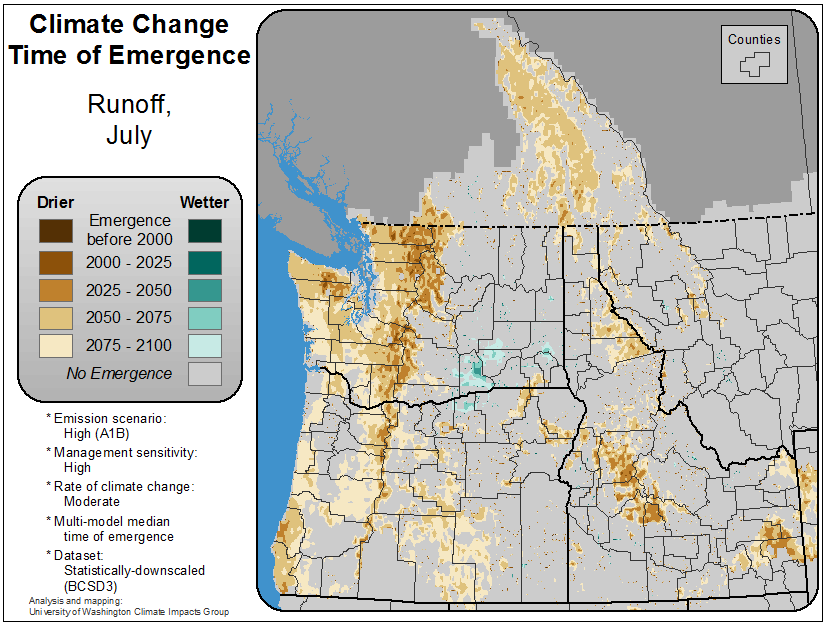 Climate Change
Time of Emergence
Runoff,
July
Counties
Drier
Wetter
Emergence
before 2000
2000 - 2025
2025 - 2050
2050 - 2075
2075 - 2100
No Emergence
* Emission scenario:
High (A1B)
* Management sensitivity:
High
* Rate of climate change:
Moderate
* Multi-model median
time of emergence
* Dataset:
Statistically-downscaled
(BCSD3)
Analysis and mapping:
University of Washington Climate Impacts Group